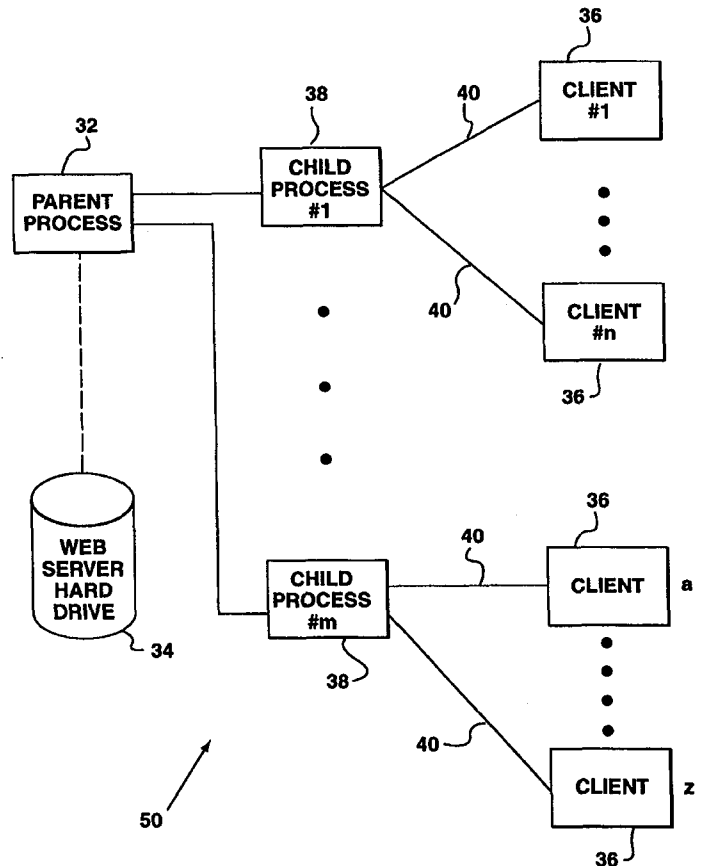 36
CLIENT
#1
40
38
CHILD
PROCESS
#1
32
PARENT
PROCESS
40
CLIENT
#n
36
WEB
SERVER
HARD
DRIVE
34
36
40
CLIENT a
CHILD
PROCESS
#m
38
40
CLIENT z
36
50